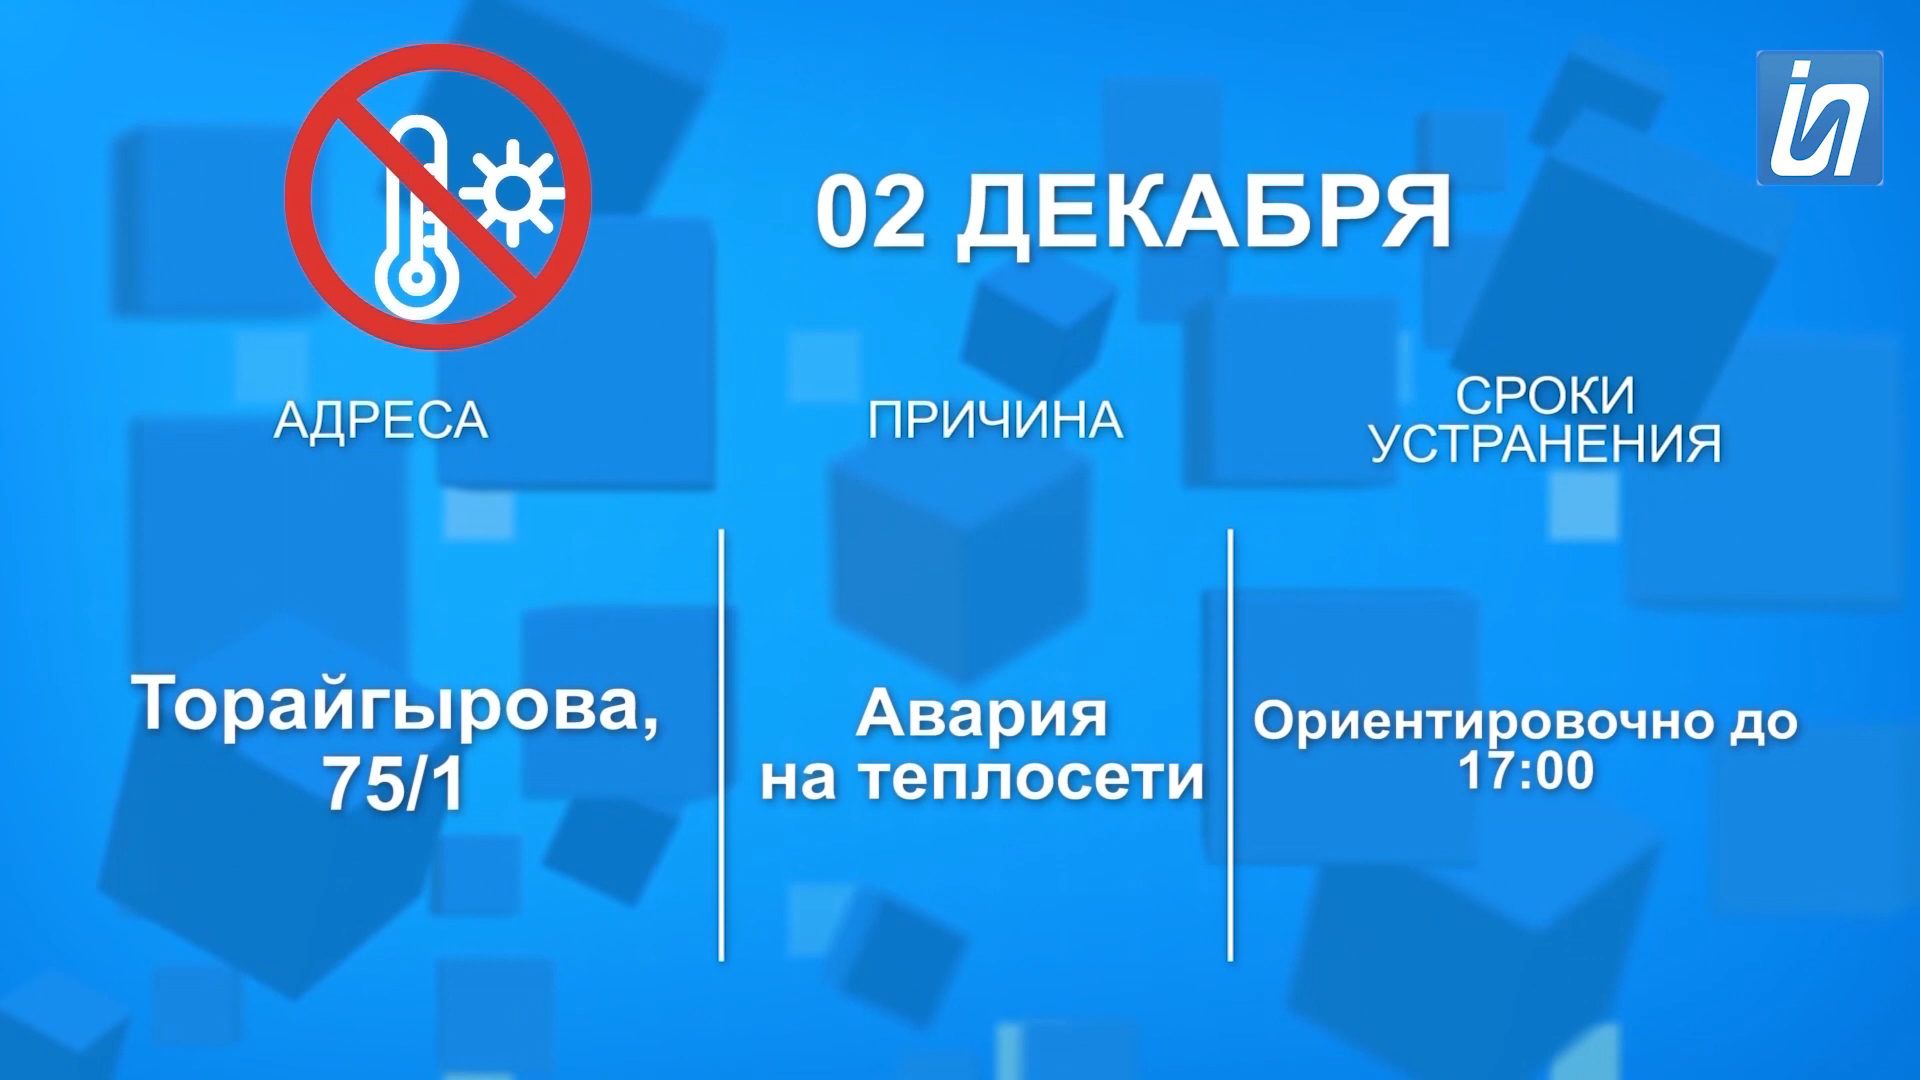 02 ДЕКАБРЯ
АДРЕСА
ПРИЧИНА
СРОКИ
УСТРАНЕНИЯ
Торайгырова,
75/1
Авария
на теплосети
Ориентировочно до
17:00